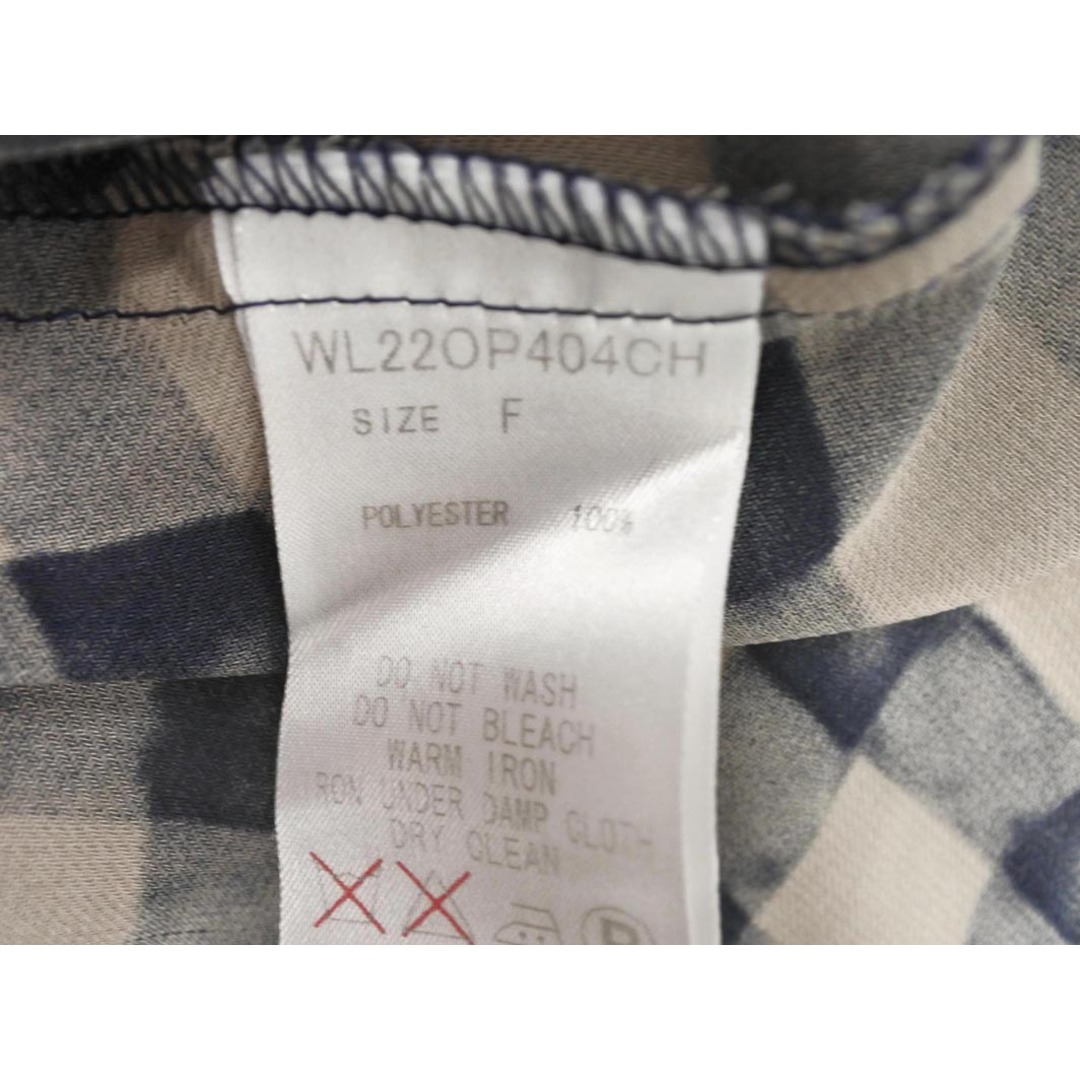 WL22OP404CH
SIZE F
POLYESTER 100%
DO NOT WASH
DO NOT BLEACH
WARM IRON
IRON UNDER DAMP CLOTH
DRY CLEAN
P